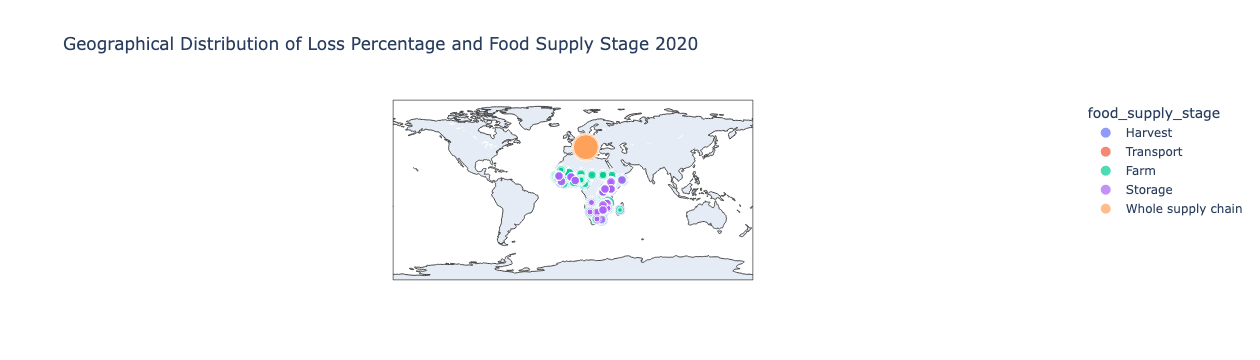 Geographical Distribution of Loss Percentage and Food Supply Stage 2020
food_supply_stage
Harvest
Transport
Farm
Storage
Whole supply chain